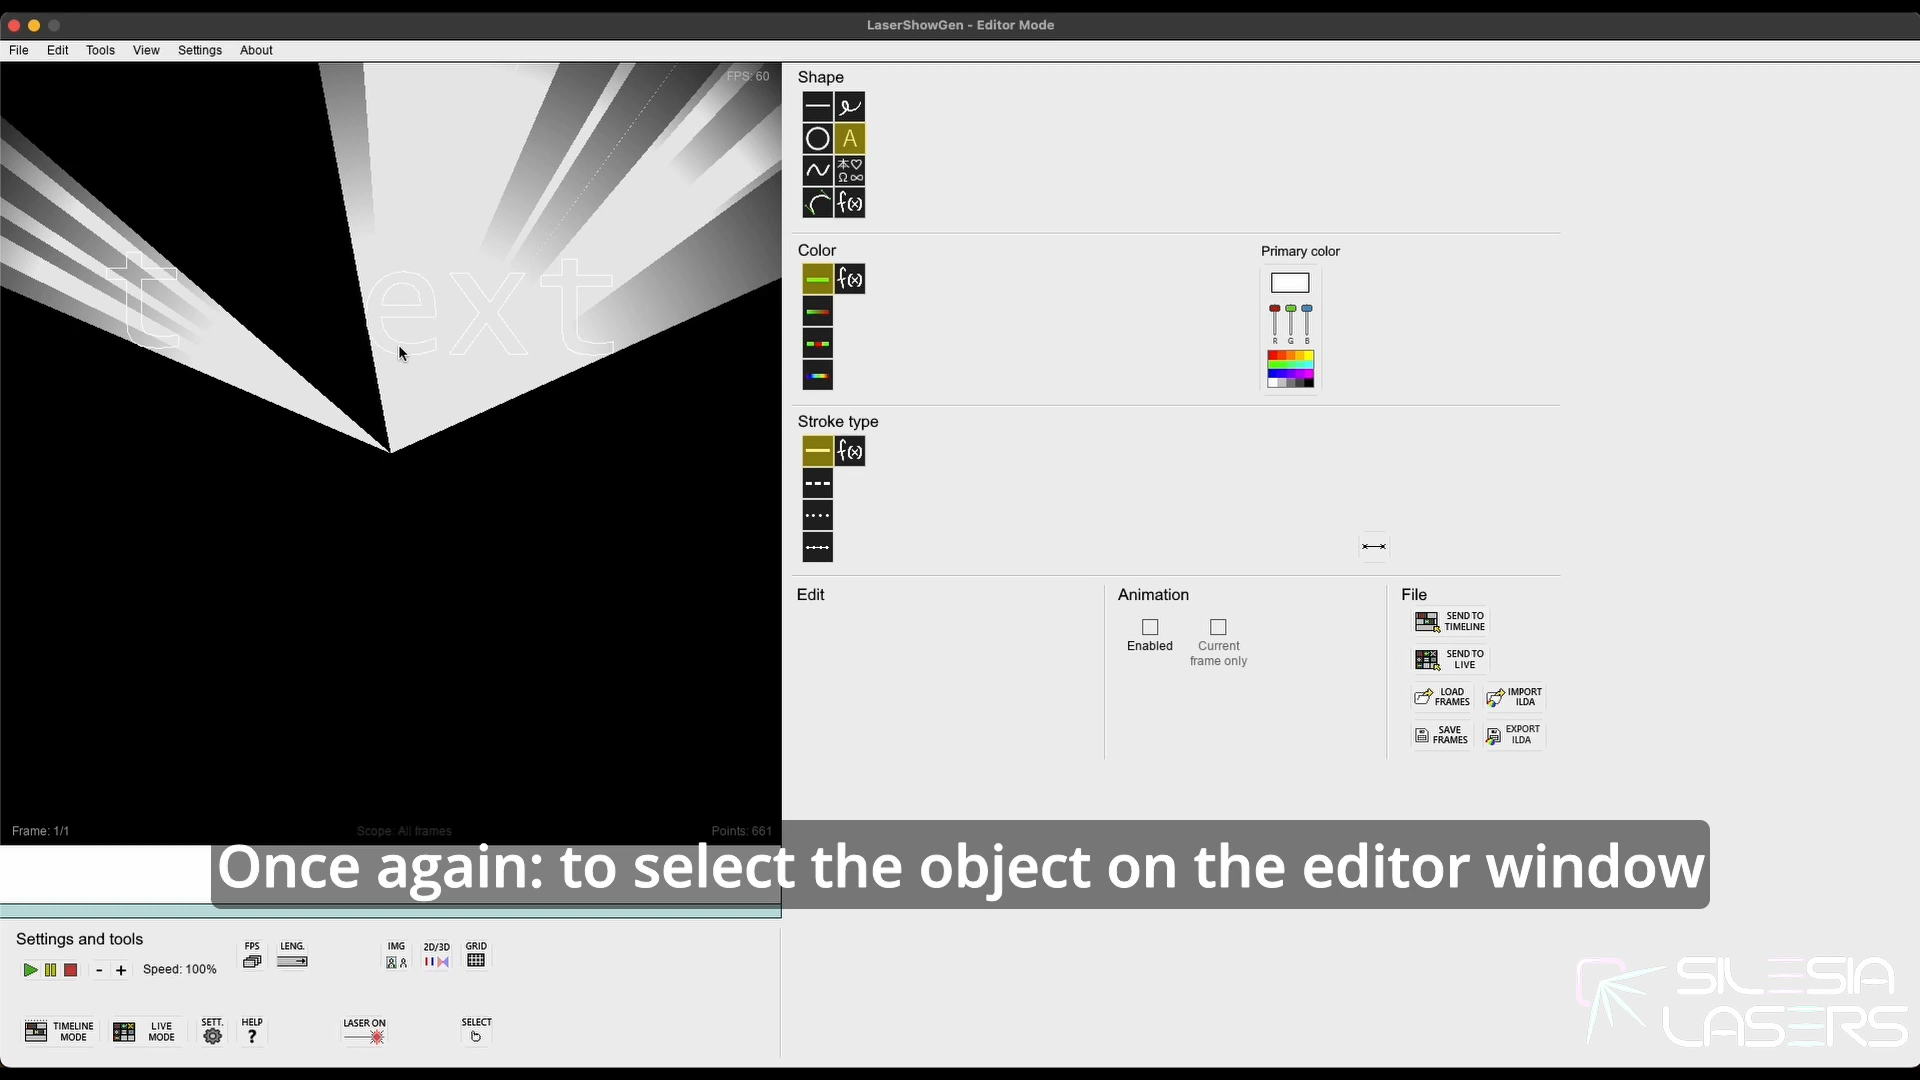 LaserShowGen - Editor Mode
File Edit Tools View Settings About
FPS: 60
t ext
Frame: 1/1
Scope: All frames
Points: 661
Shape
A
本♡
Ω∞
f(x)
Color
f(x)
Primary color
R G B
Stroke type
f(x)
Edit
Animation
Enabled
Current
frame only
File
SEND TO
TIMELINE
SEND TO
LIVE
LOAD
FRAMES
IMPORT
ILDA
SAVE
FRAMES
EXPORT
ILDA
Once again: to select the object on the editor window
Settings and tools
- + Speed: 100%
FPS
LENG.
IMG
2D/3D
GRID
TIMELINE
MODE
LIVE
MODE
SETT.
HELP
?
LASER ON
SELECT
SILESIA
LASERS